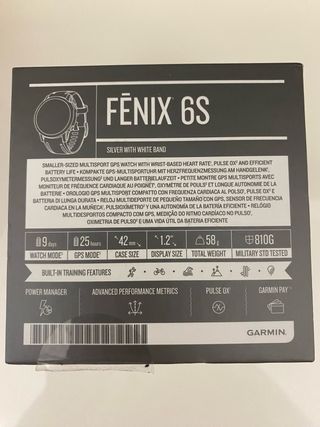 FĒNIX 6S
SILVER WITH WHITE BAND
SMALLER-SIZED MULTISPORT GPS WATCH WITH WRIST-BASED HEART RATE, PULSE OX AND EFFICIENT
BATTERY LIFE • KOMPAKTE GPS-MULTISPORTUHR MIT HERZFREQUENZMESSUNG AM HANDGELENK,
PULSOXYMETERMESSUNG UND LANGER BATTERIELAUFZEIT • PETITE MONTRE GPS MULTISPORTS AVEC
MONITEUR DE FRÉQUENCE CARDIAQUE AU POIGNET, OXYMÈTRE DE POULS ET LONGUE AUTONOMIE DE LA
BATTERIE • OROLOGIO GPS MULTISPORT COMPATTO CON FREQUENZA CARDIACA AL POLSO, PULSE OX E
BATTERIA DI LUNGA DURATA • RELOJ MULTIDEPORTE DE PEQUEÑO TAMAÑO CON GPS, SENSOR DE FRECUENCIA
CARDIACA EN LA MUÑECA, PULSIOXÍMETRO Y UNA AUTONOMÍA DE LA BATERÍA EFICIENTE • RELÓGIO
MULTIDESPORTOS COMPACTO COM GPS, MEDIÇÃO DO RITMO CARDÍACO NO PULSO,
OXIMETRIA DE PULSO E UMA VIDA ÚTIL DA BATERIA EFICIENTE
9 days 25 hours 42 mm 1.2" 58 g 810G
WATCH MODE GPS MODE CASE SIZE DISPLAY SIZE TOTAL WEIGHT MILITARY STD TESTED
BUILT-IN TRAINING FEATURES
POWER MANAGER ADVANCED PERFORMANCE METRICS PULSE OX GARMIN PAY
GARMIN